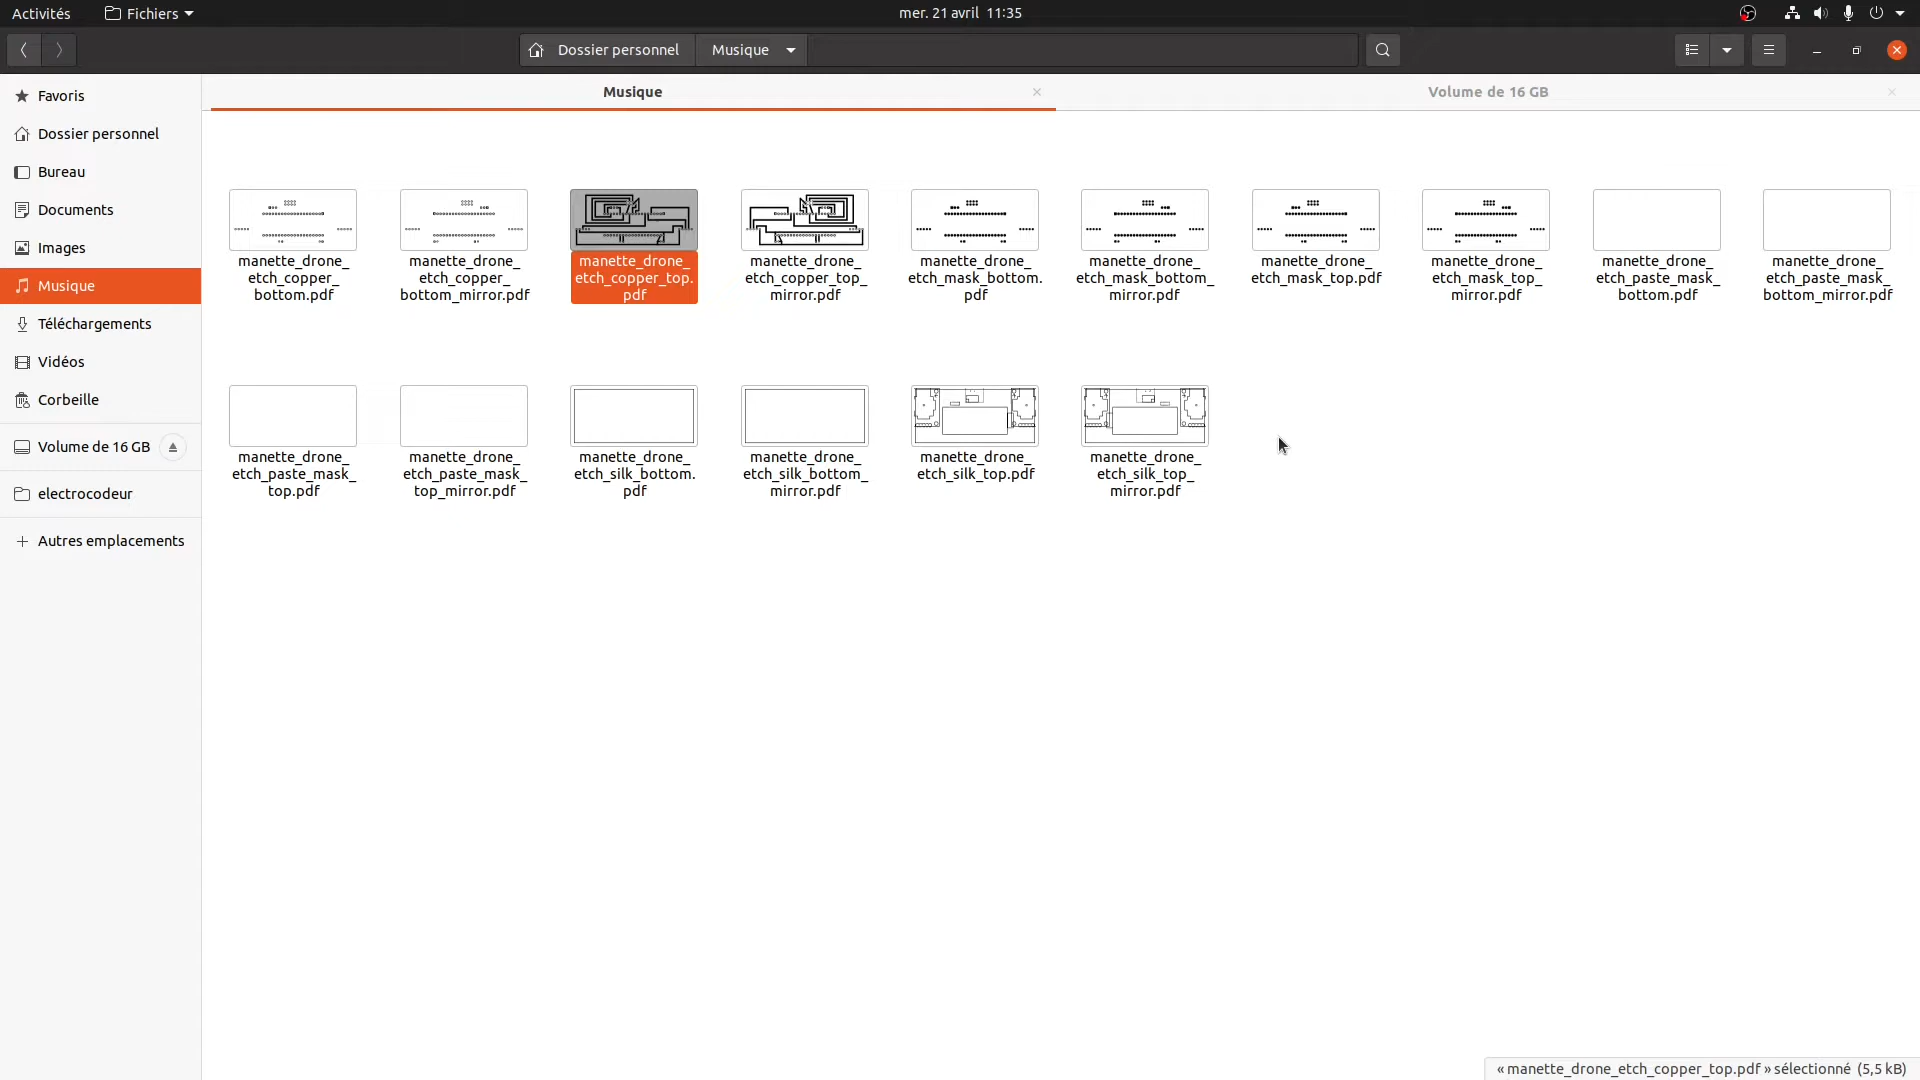 Activités
Fichiers
mer. 21 avril 11:35
Dossier personnel
Musique
Favoris
Dossier personnel
Bureau
Documents
Images
Musique
Téléchargements
Vidéos
Corbeille
Volume de 16 GB
electrocodeur
Autres emplacements
Musique
Volume de 16 GB
manette_drone_
etch_copper_
bottom.pdf
manette_drone_
etch_copper_
bottom_mirror.pdf
manette_drone_
etch_copper_top.
pdf
manette_drone_
etch_copper_top_
mirror.pdf
manette_drone_
etch_mask_bottom.
pdf
manette_drone_
etch_mask_bottom_
mirror.pdf
manette_drone_
etch_mask_top.pdf
manette_drone_
etch_mask_top_
mirror.pdf
manette_drone_
etch_paste_mask_
bottom.pdf
manette_drone_
etch_paste_mask_
bottom_mirror.pdf
manette_drone_
etch_paste_mask_
top.pdf
manette_drone_
etch_paste_mask_
top_mirror.pdf
manette_drone_
etch_silk_bottom.
pdf
manette_drone_
etch_silk_bottom_
mirror.pdf
manette_drone_
etch_silk_top.pdf
manette_drone_
etch_silk_top_
mirror.pdf
« manette_drone_etch_copper_top.pdf » sélectionné (5,5 kB)